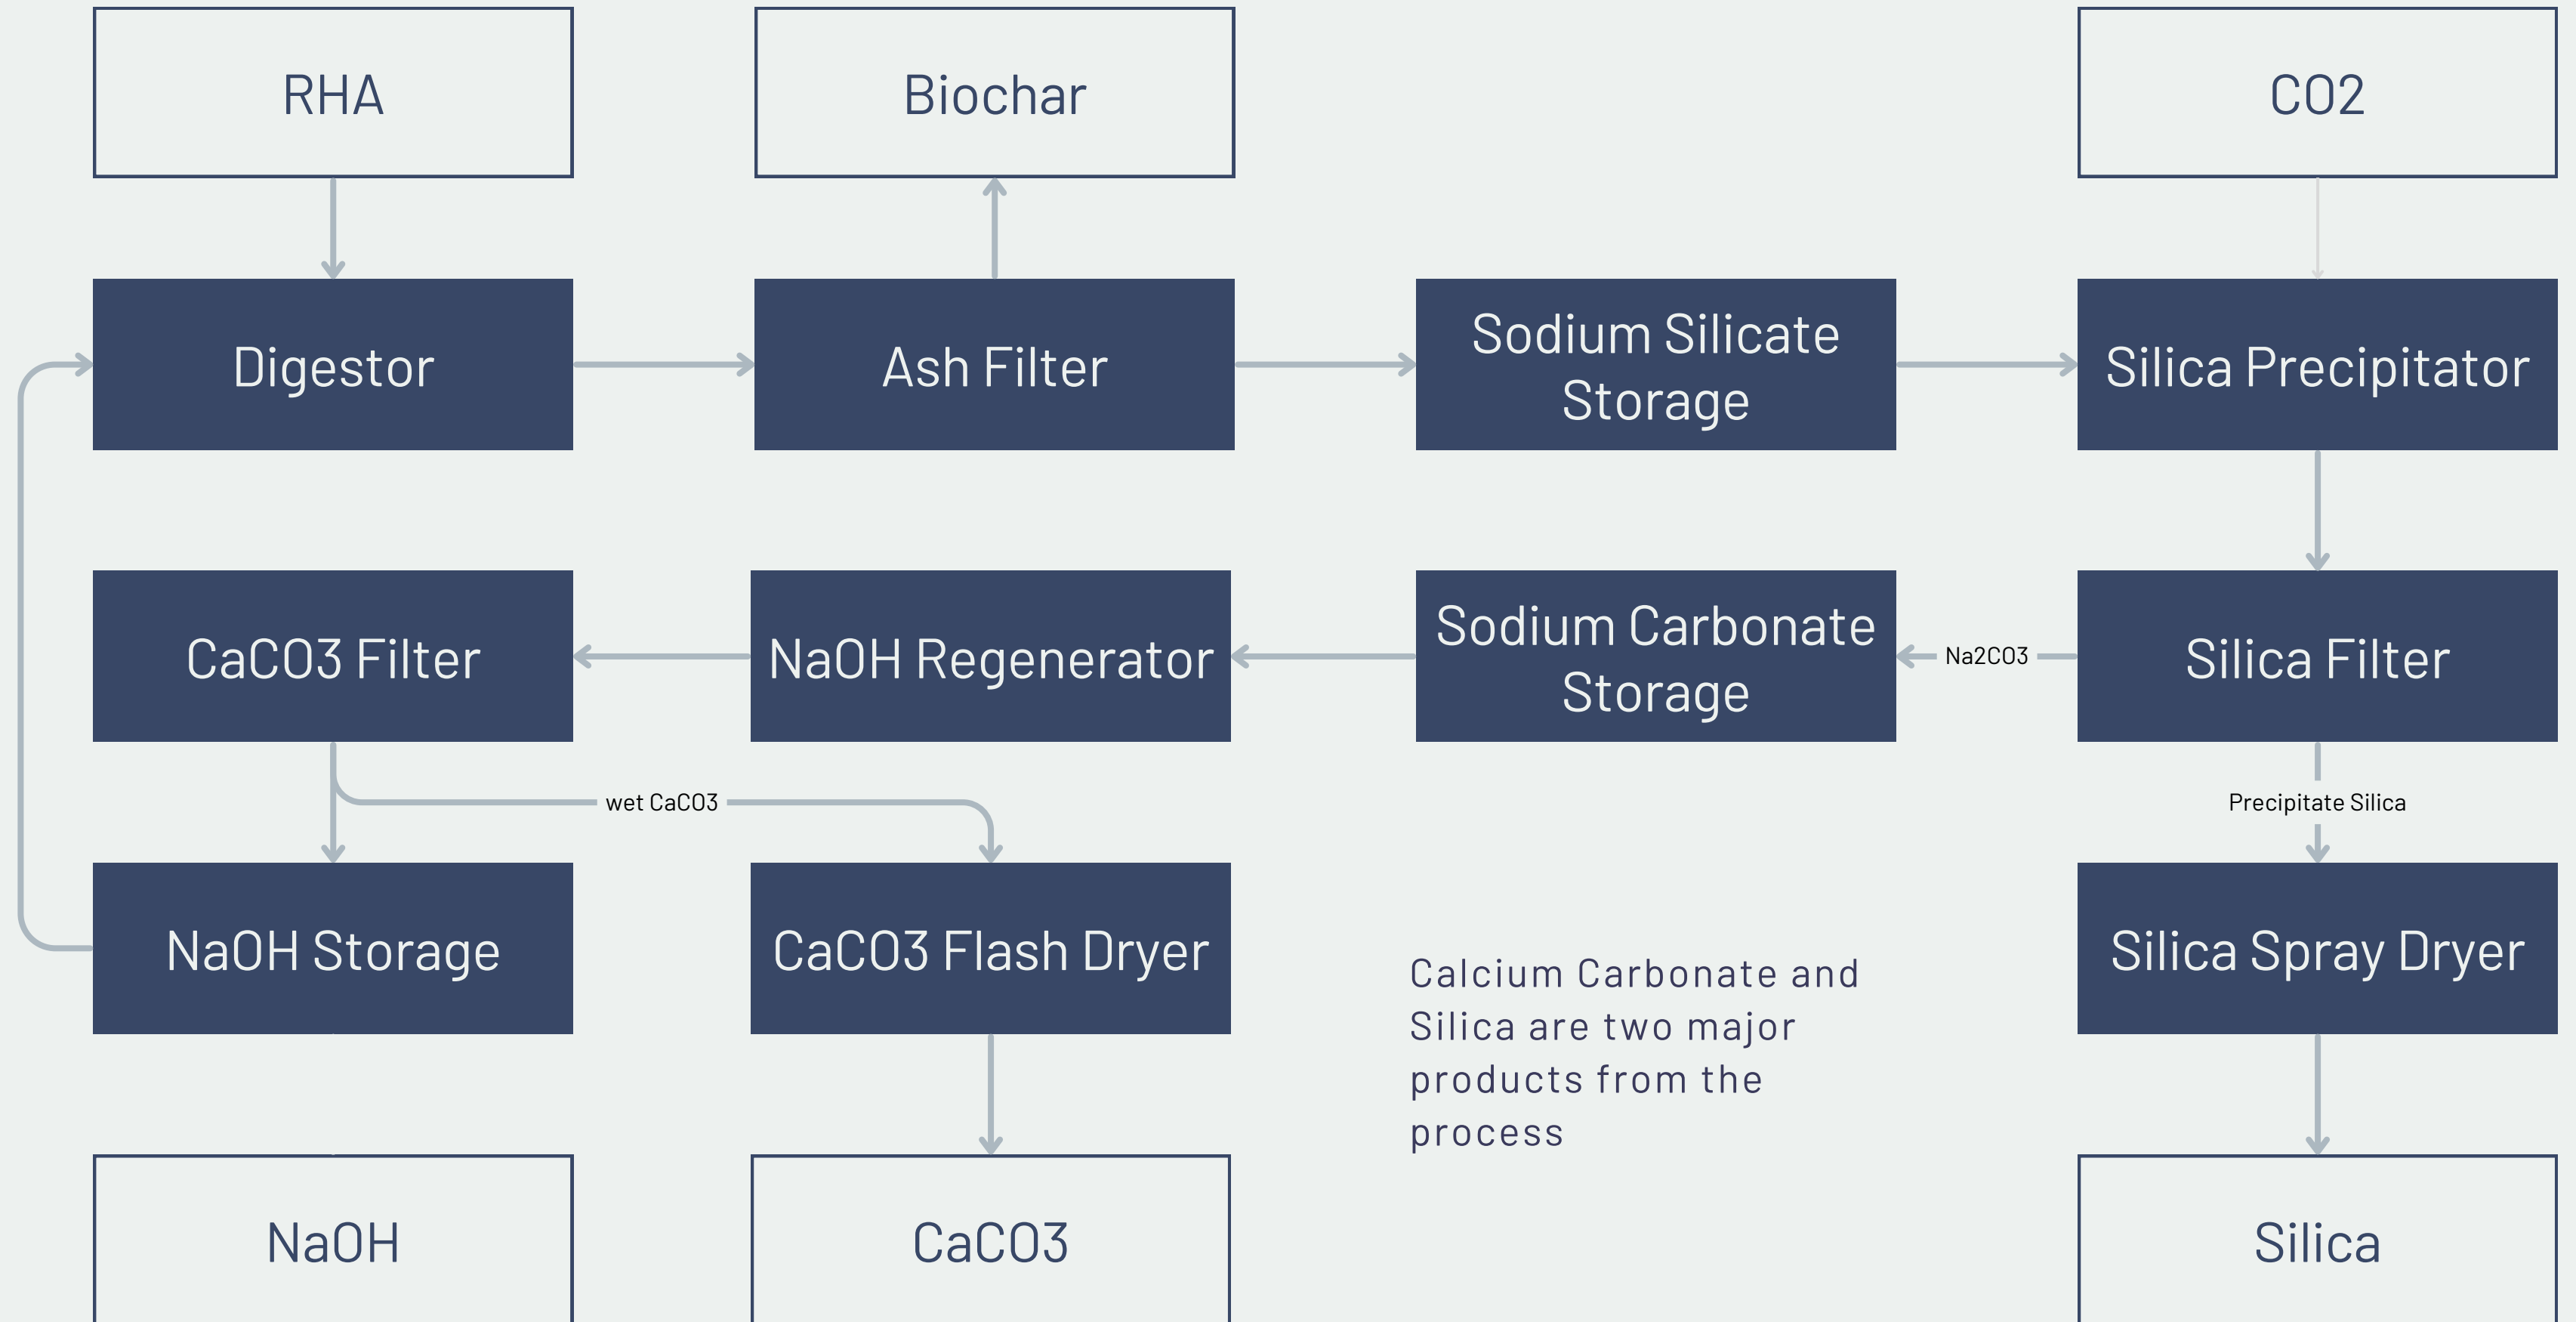 RHA
Biochar
CO2
Digestor
Ash Filter
Sodium Silicate
Storage
Silica Precipitator
CaCO3 Filter
NaOH Regenerator
Sodium Carbonate
Storage
Na2CO3
Silica Filter
wet CaCO3
Precipitate Silica
NaOH Storage
CaCO3 Flash Dryer
Calcium Carbonate and
Silica are two major
products from the
process
Silica Spray Dryer
NaOH
CaCO3
Silica